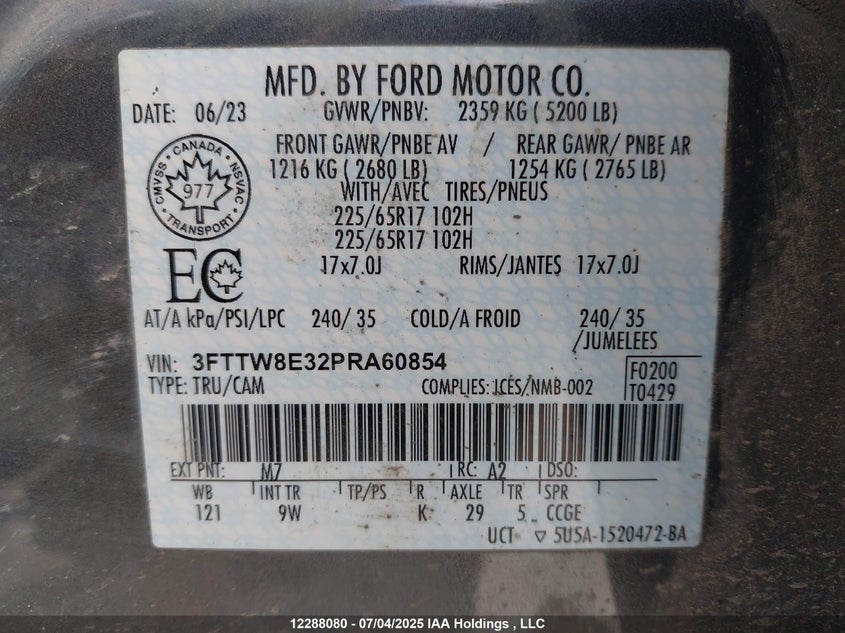 MFD. BY FORD MOTOR CO.
DATE: 06/23 GVWR/PNBV: 2359 KG ( 5200 LB)
FRONT GAWR/PNBE AV / REAR GAWR/ PNBE AR
1216 KG ( 2680 LB) 1254 KG ( 2765 LB)
WITH/AVEC TIRES/PNEUS
225/65R17 102H
225/65R17 102H
17x7.0J RIMS/JANTES 17x7.0J
CANADA
CMVSS 977 NSVAC
TRANSPORT
EC
AT/A kPa/PSI/LPC 240/ 35 COLD/A FROID 240/ 35
/JUMELEES
VIN: 3FTTW8E32PRA60854
F0200
TYPE: TRU/CAM COMPLIES: ICES/NMB-002 T0429
EXT PNT: M7 RC: A2 DSO:
WB INT TR TP/PS R AXLE TR SPR
121 9W K 29 5 CCGE
UCT ▽ 5U5A-1520472-BA
12288080 - 07/04/2025 IAA Holdings , LLC